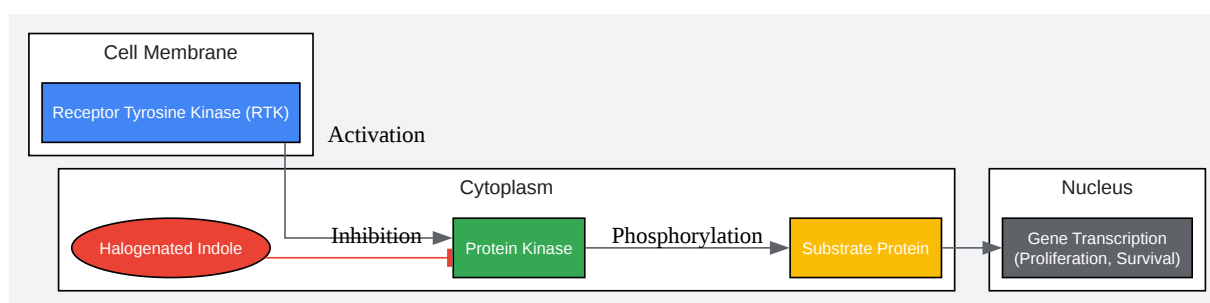 Cell Membrane
Receptor Tyrosine Kinase (RTK)
Activation
Cytoplasm
Halogenated Indole
Inhibition
Protein Kinase
Phosphorylation
Substrate Protein
Nucleus
Gene Transcription
(Proliferation, Survival)